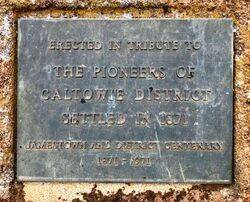 ERECTED IN TRIBUTE TO
THE PIONEERS OF
CALTOWIE DISTRICT
SETTLED IN 1871
JAMESTOWN AND DISTRICT CENTENARY
1871 - 1971